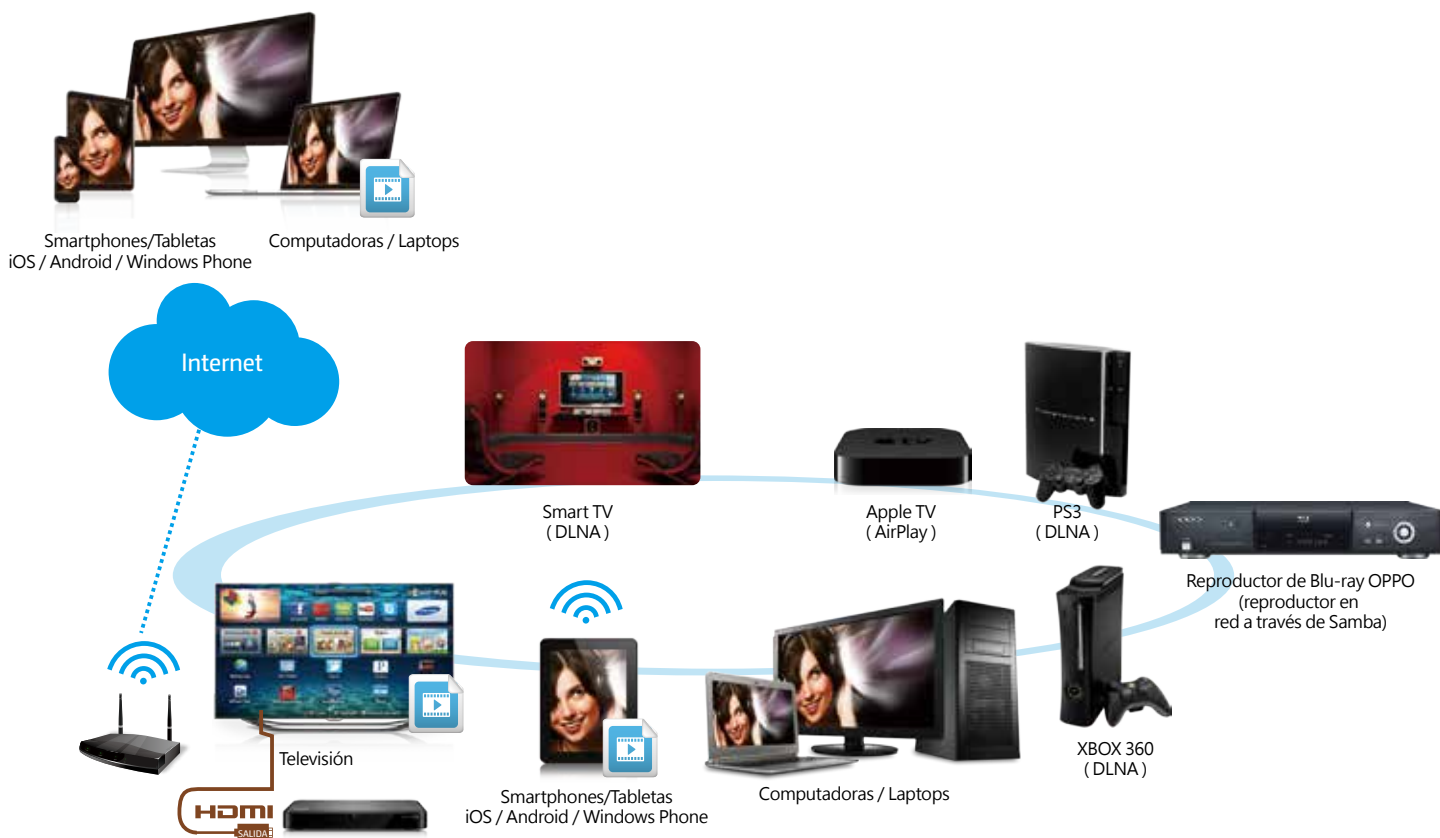 Smartphones/Tabletas
iOS / Android / Windows Phone
Computadoras / Laptops
Internet
Smart TV
( DLNA )
tv
Apple TV
( AirPlay )
PS3
( DLNA )
Reproductor de Blu-ray OPPO
(reproductor en
red a través de Samba)
Televisión
HDMI
SALIDA
Smartphones/Tabletas
iOS / Android / Windows Phone
Computadoras / Laptops
XBOX 360
( DLNA )